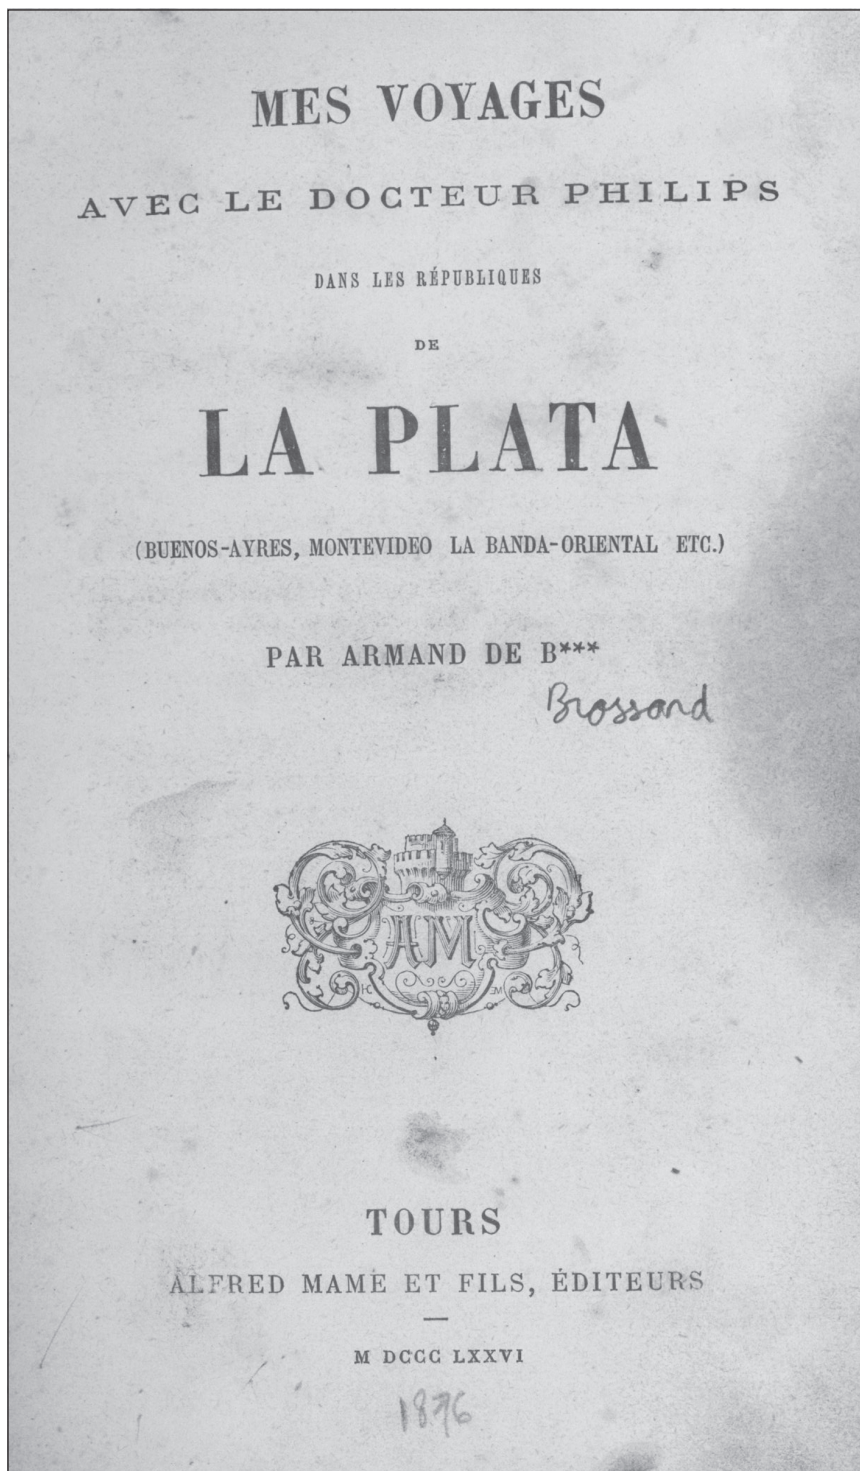 MES VOYAGES
AVEC LE DOCTEUR PHILIPS
DANS LES RÉPUBLIQUES
DE
LA PLATA
(BUENOS-AYRES, MONTEVIDEO LA BANDA-ORIENTAL ETC.)
PAR ARMAND DE B***
Brossard
AM
TOURS
ALFRED MAME ET FILS, ÉDITEURS
M DCCC LXXVI
1876